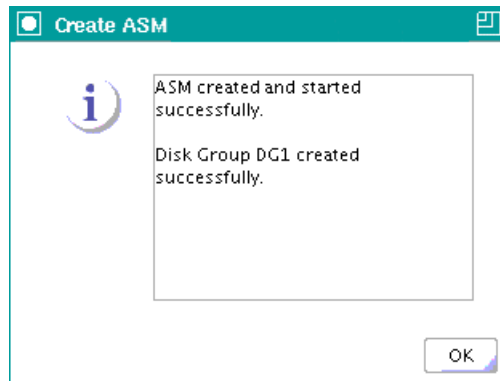 Create ASM
ASM created and started
successfully.
Disk Group DG1 created
successfully.
OK